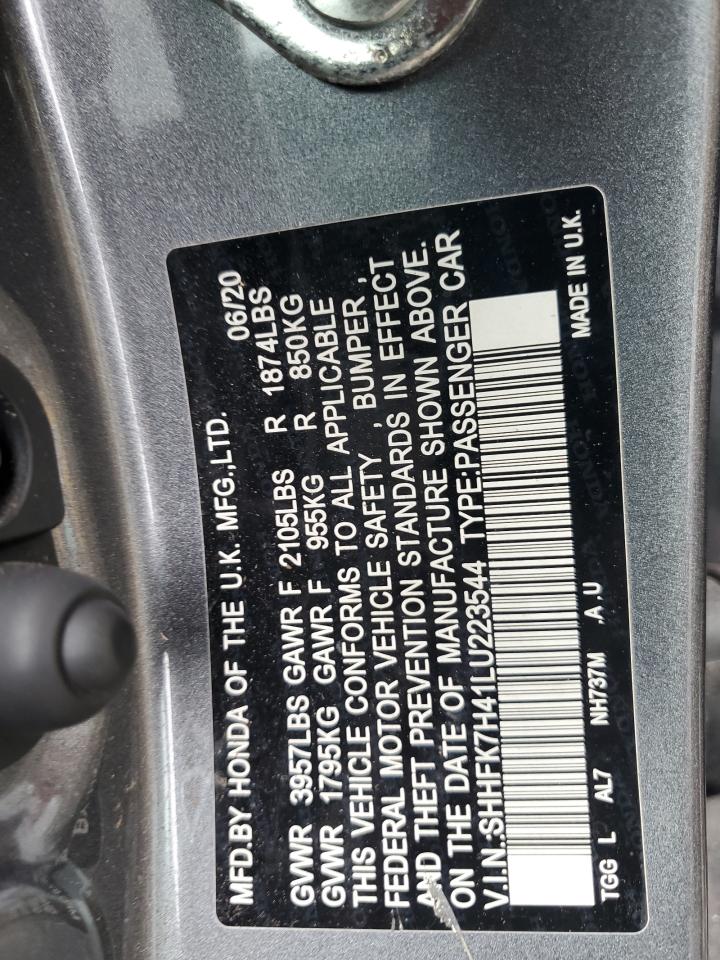 MFD.BY HONDA OF THE U.K. MFG.,LTD. 06/20
GVWR 3957LBS GAWR F 2105LBS R 1874LBS
GVWR 1795KG GAWR F 955KG R 850KG
THIS VEHICLE CONFORMS TO ALL APPLICABLE
FEDERAL MOTOR VEHICLE SAFETY , BUMPER ,
AND THEFT PREVENTION STANDARDS IN EFFECT
ON THE DATE OF MANUFACTURE SHOWN ABOVE.
V.I.N.:SHHFK7H41LU223544 TYPE:PASSENGER CAR
TGG L AL7 NH737M .A ,U MADE IN U.K.